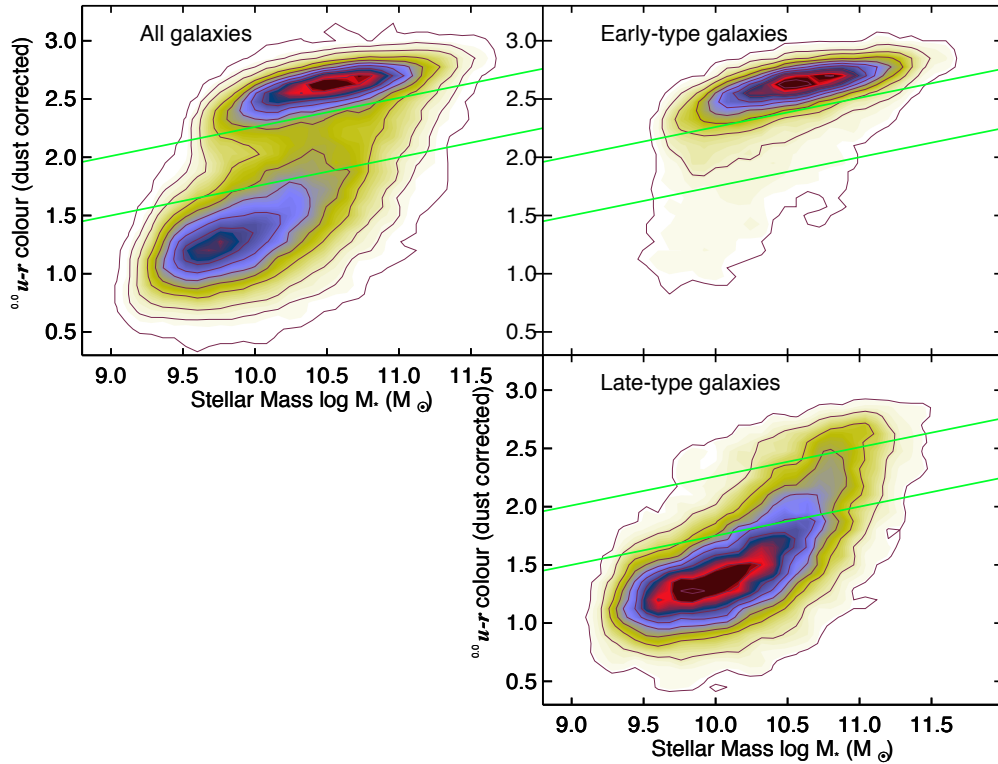 All galaxies
3.0
2.5
2.0
1.5
1.0
0.5
0.0 u-r colour (dust corrected)
9.0 9.5 10.0 10.5 11.0 11.5
Stellar Mass log M* (M⊙)
Early-type galaxies
3.0
2.5
2.0
1.5
1.0
0.5
Late-type galaxies
3.0
2.5
2.0
1.5
1.0
0.5
0.0 u-r colour (dust corrected)
9.0 9.5 10.0 10.5 11.0 11.5
Stellar Mass log M* (M⊙)